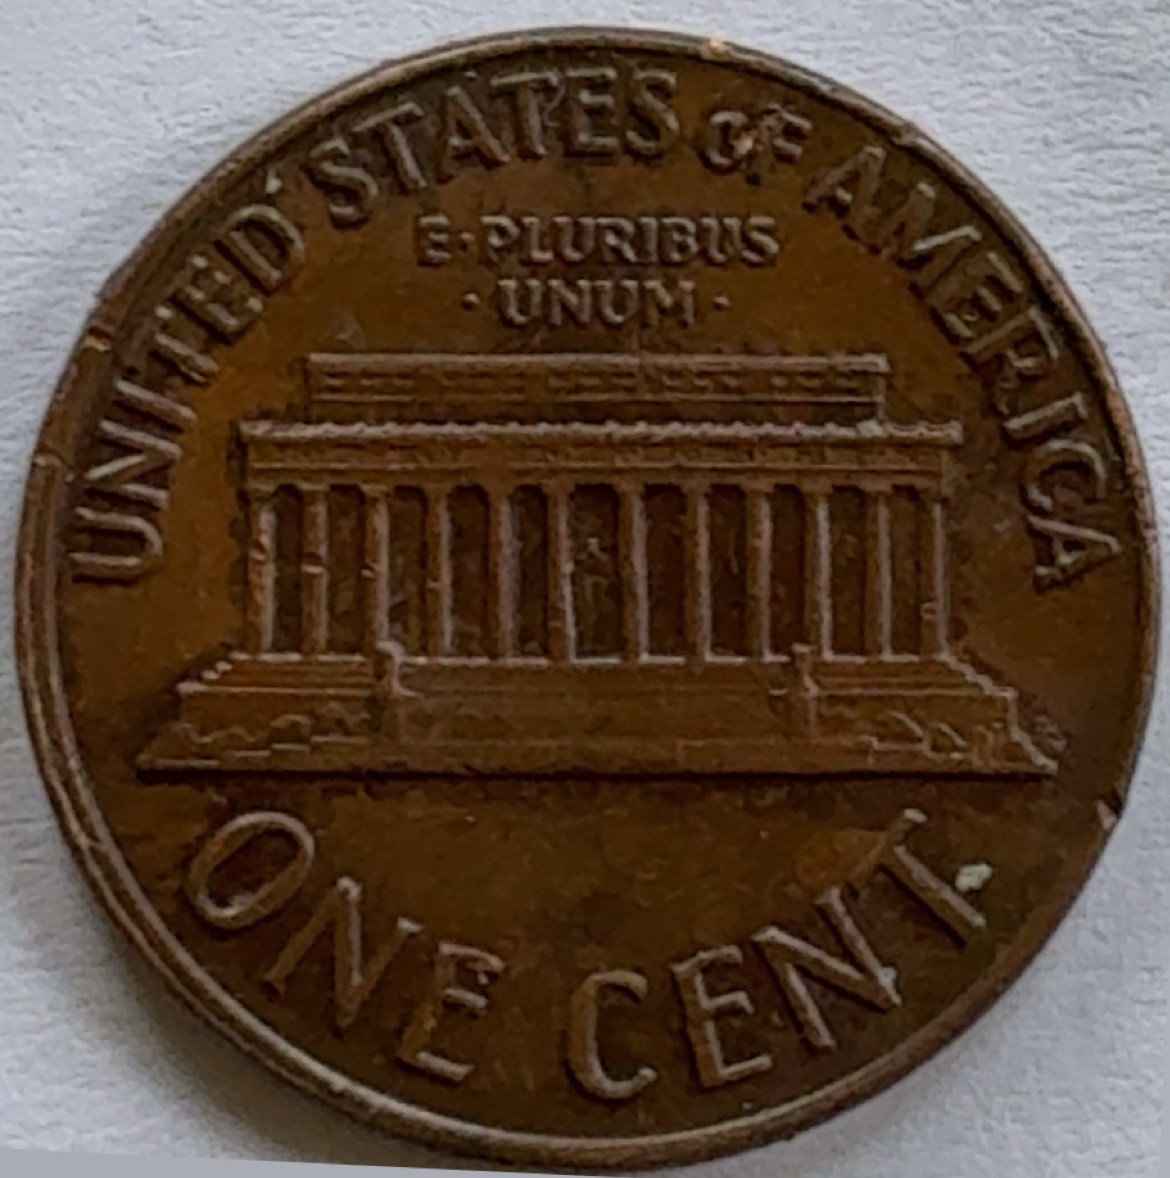 UNITED STATES OF AMERICA
E·PLURIBUS
·UNUM·
ONE CENT